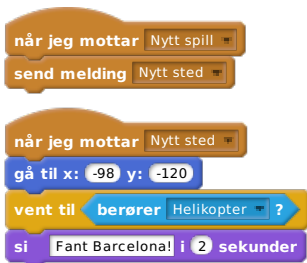 når jeg mottar Nytt spill
send melding Nytt sted
når jeg mottar Nytt sted
gå til x: -98 y: -120
vent til berører Helikopter ?
si Fant Barcelona! i 2 sekunder